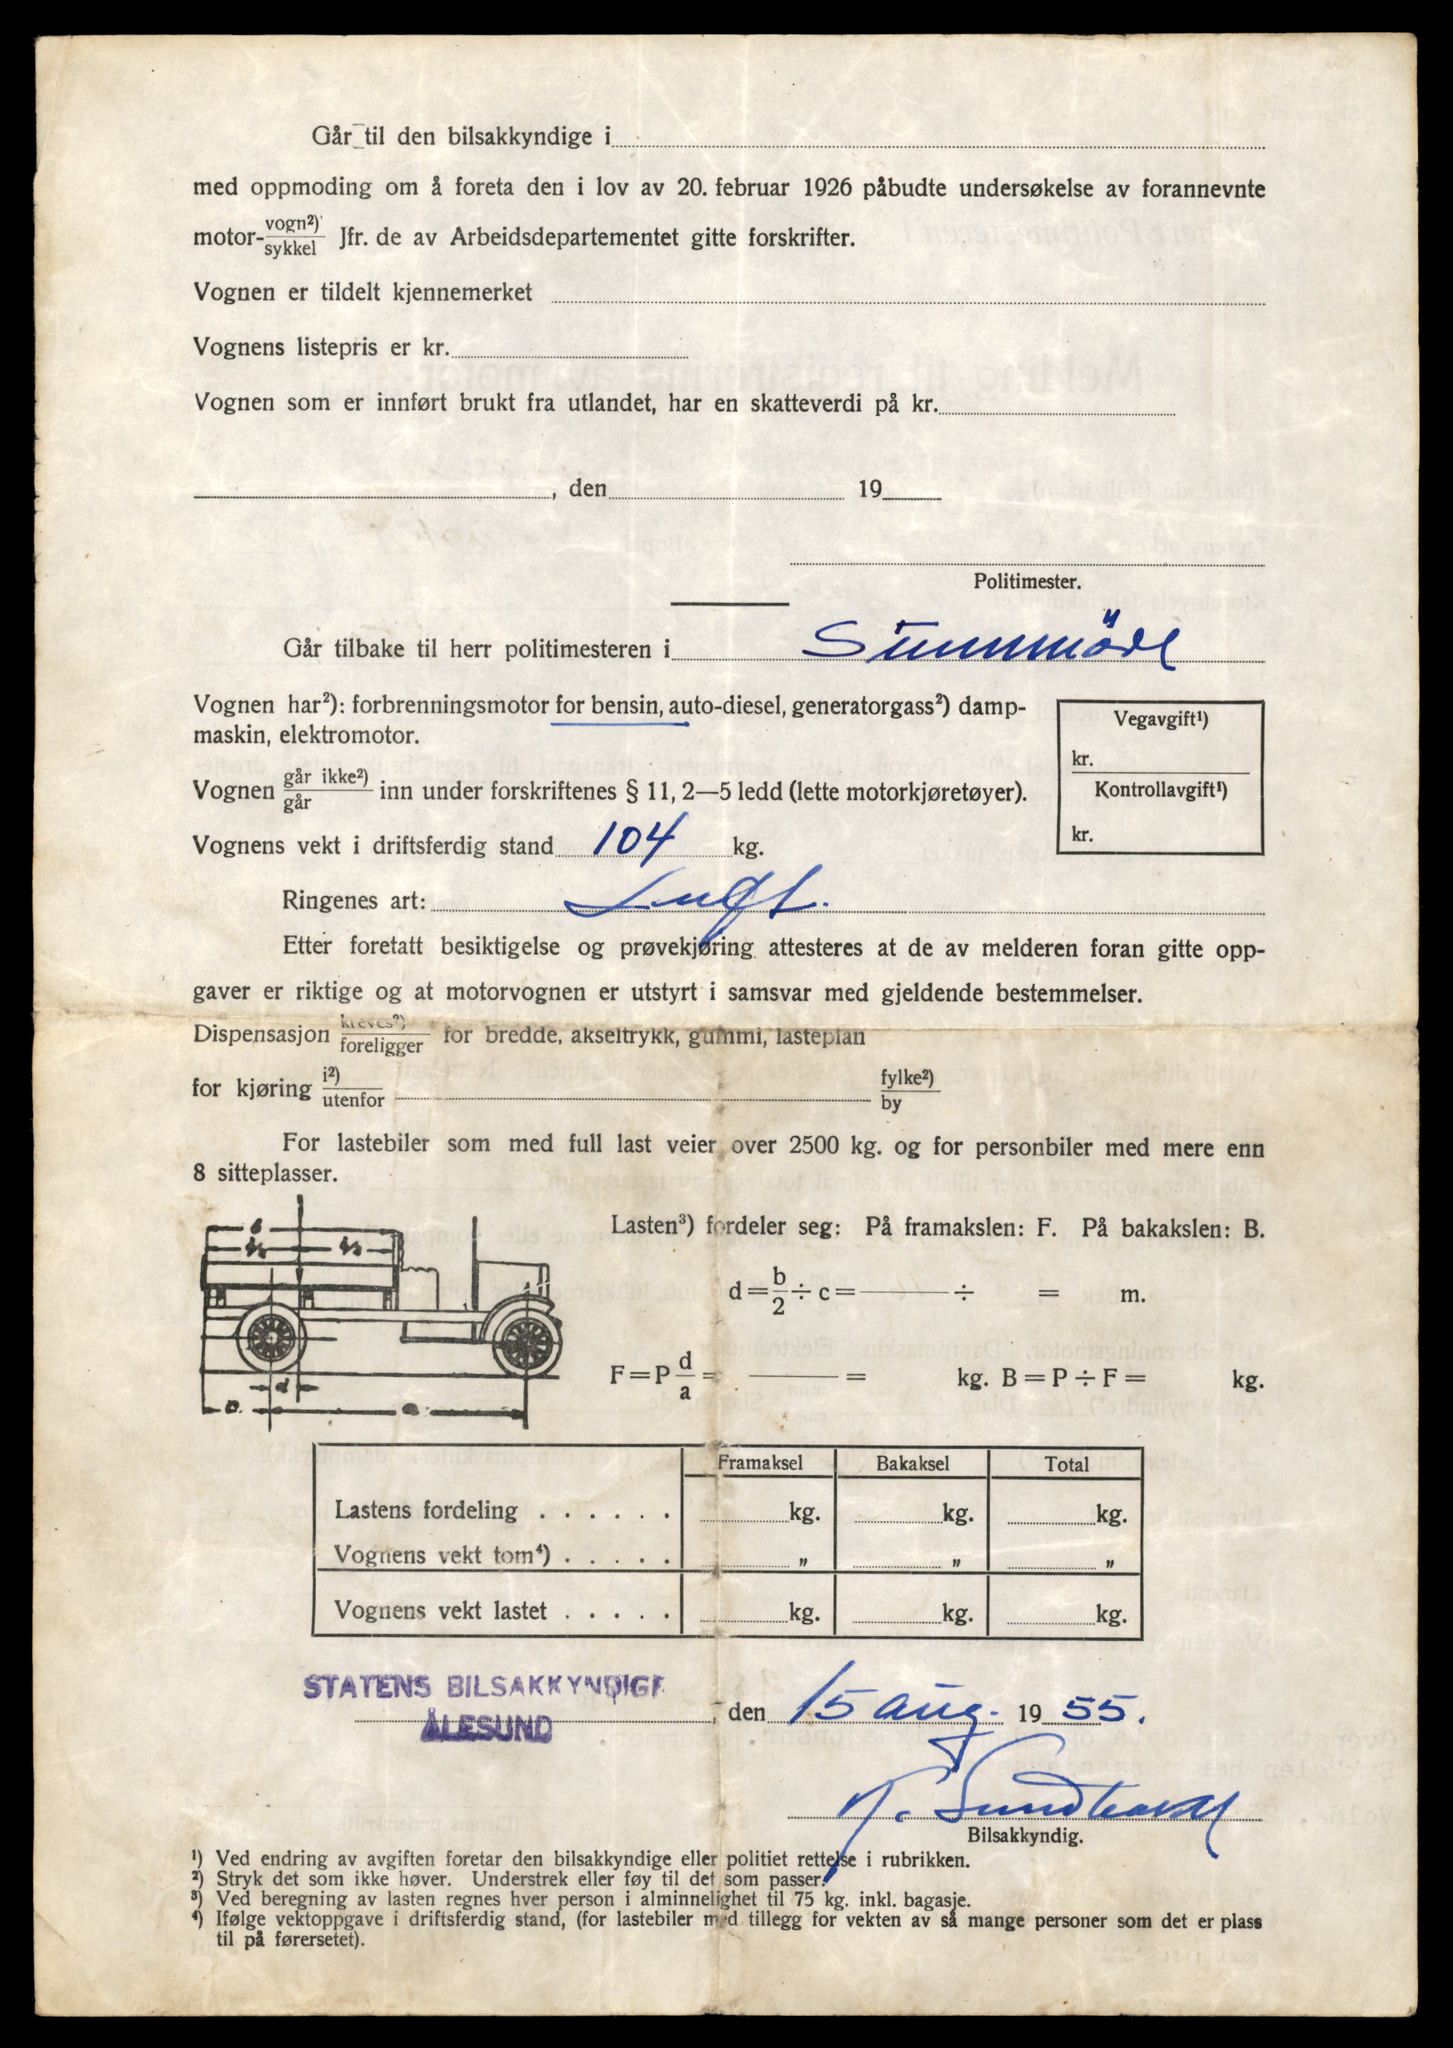 Går til den bilsakkyndige i
med oppmoding om å foreta den i lov av 20. februar 1926 påbudte undersøkelse av forannevnte
motor- vogn²) / sykkel Jfr. de av Arbeidsdepartementet gitte forskrifter.
Vognen er tildelt kjennemerket
Vognens listepris er kr.
Vognen som er innført brukt fra utlandet, har en skatteverdi på kr.
, den 19
Politimester.
Går tilbake til herr politimesteren i Sunnmöre
Vognen har²): forbrenningsmotor for bensin, auto-diesel, generatorgass²) damp-
maskin, elektromotor.
Vegavgift¹)
kr.
Kontrollavgift¹)
kr.
Vognen går ikke²) / går inn under forskriftenes § 11, 2—5 ledd (lette motorkjøretøyer).
Vognens vekt i driftsferdig stand 104 kg.
Ringenes art: Luft.
Etter foretatt besiktigelse og prøvekjøring attesteres at de av melderen foran gitte opp-
gaver er riktige og at motorvognen er utstyrt i samsvar med gjeldende bestemmelser.
Dispensasjon kreves²) / foreligger for bredde, akseltrykk, gummi, lasteplan
for kjøring i²) / utenfor fylke²) / by
For lastebiler som med full last veier over 2500 kg. og for personbiler med mere enn
8 sitteplasser.
Lasten³) fordeler seg: På framakslen: F. På bakakslen: B.
d = b/2 ÷ c = ÷ = m.
F = P d/a = = kg. B = P ÷ F = kg.
Framaksel Bakaksel Total
Lastens fordeling . . . . . . kg. kg. kg.
Vognens vekt tom⁴) . . . . . „ „ „
Vognens vekt lastet . . . . . kg. kg. kg.
STATENS BILSAKKYNDIGE
ÅLESUND
, den 15 aug. 1955.
Bilsakkyndig.
¹) Ved endring av avgiften foretar den bilsakkyndige eller politiet rettelse i rubrikken.
²) Stryk det som ikke høver. Understrek eller føy til det som passer.
³) Ved beregning av lasten regnes hver person i alminnelighet til 75 kg. inkl. bagasje.
⁴) Ifølge vektoppgave i driftsferdig stand, (for lastebiler med tillegg for vekten av så mange personer som det er plass
til på førersetet).